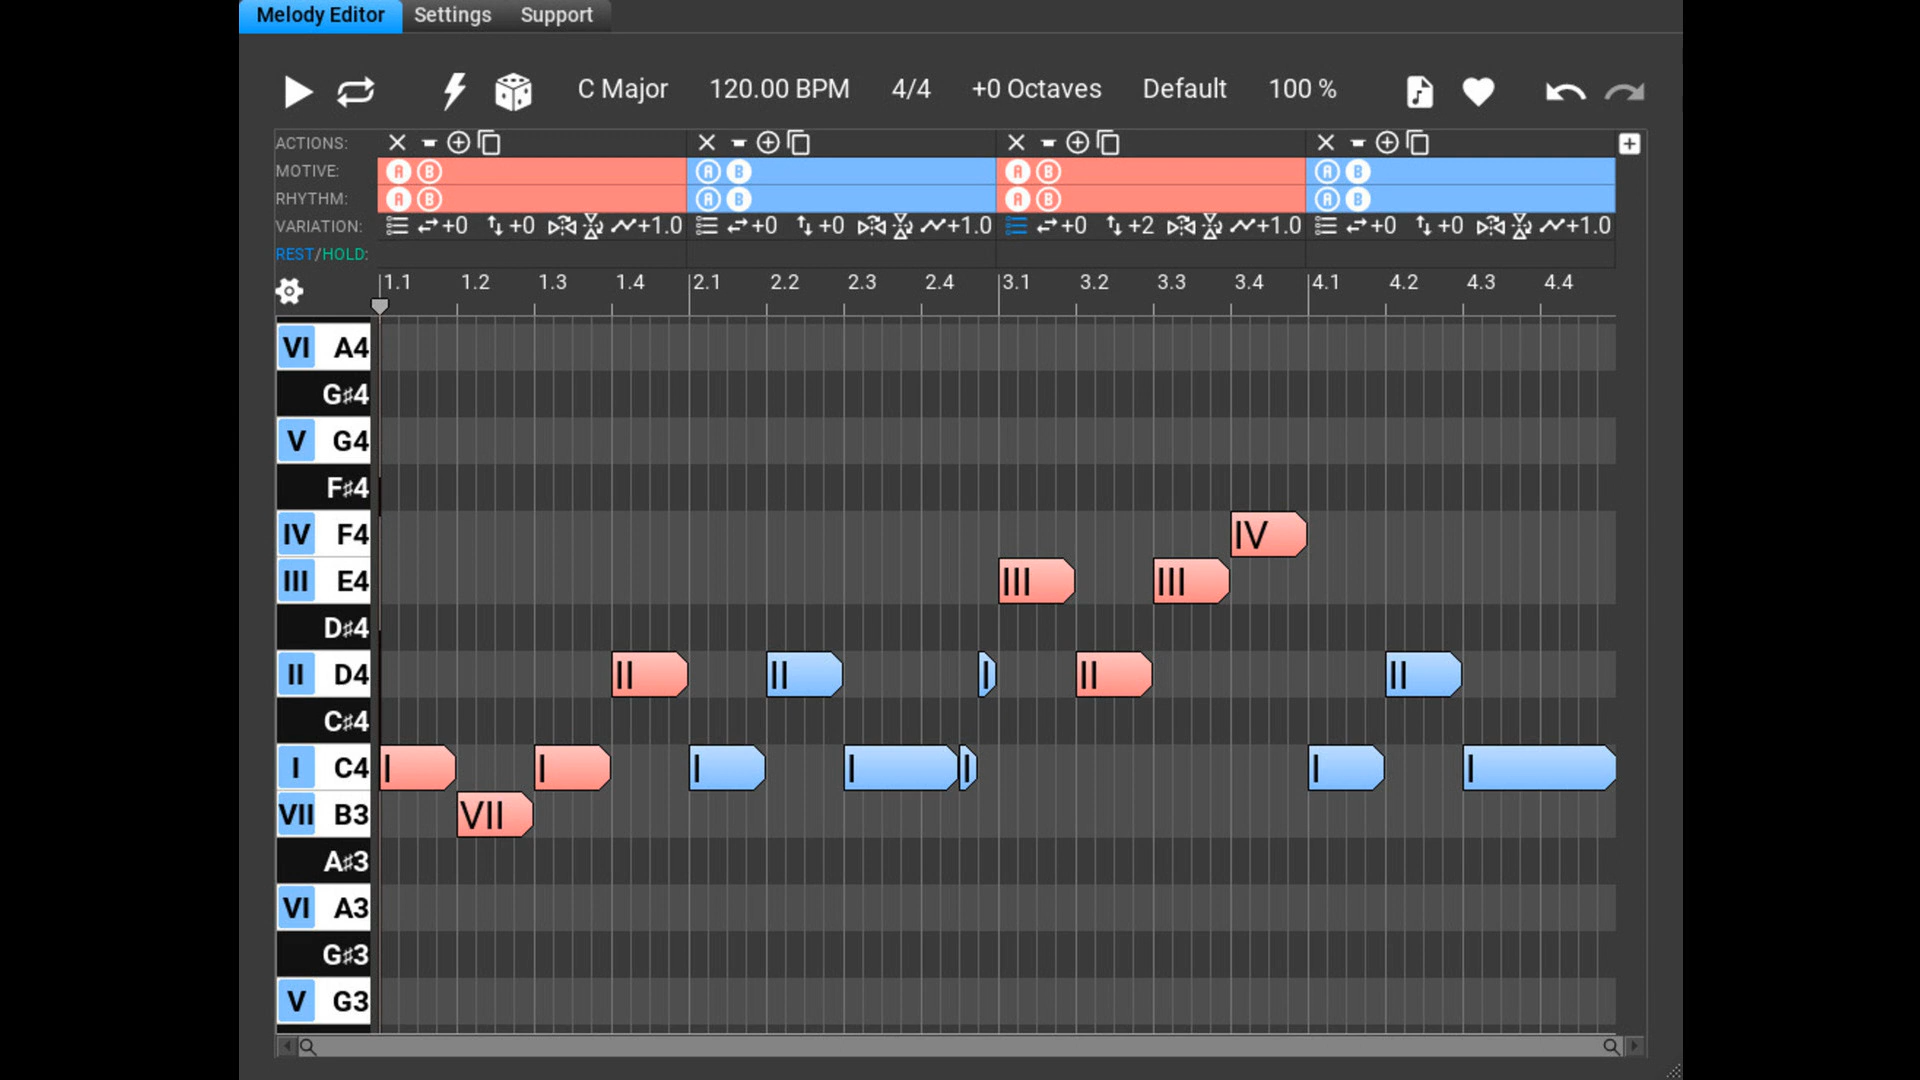 Melody Editor Settings Support
C Major 120.00 BPM 4/4 +0 Octaves Default 100 %
ACTIONS:
MOTIVE: A B A B A B A B
RHYTHM: A B A B A B A B
VARIATION: +0 +0 +1.0 +0 +0 +1.0 +0 +2 +1.0 +0 +0 +1.0
REST/HOLD:
1.1 1.2 1.3 1.4 2.1 2.2 2.3 2.4 3.1 3.2 3.3 3.4 4.1 4.2 4.3 4.4
VI A4
G♯4
V G4
F♯4
IV F4 IV
III E4 III III
D♯4
II D4 II II I II II
C♯4
I C4 I I I I I I I
VII B3 VII
A♯3
VI A3
G♯3
V G3